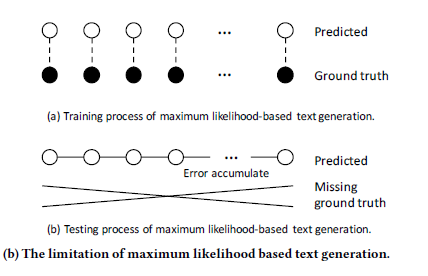 ... Predicted
... Ground truth
(a) Training process of maximum likelihood-based text generation.
... Predicted
Error accumulate
Missing
ground truth
(b) Testing process of maximum likelihood-based text generation.
(b) The limitation of maximum likelihood based text generation.